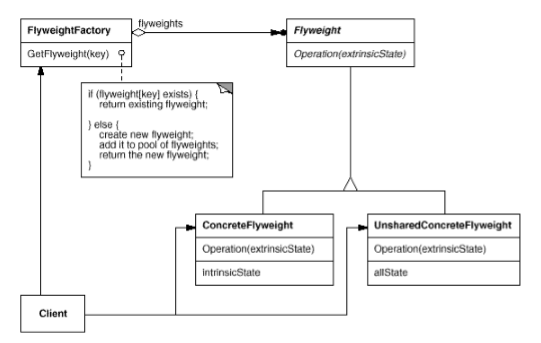 FlyweightFactory
GetFlyweight(key)
flyweights
Flyweight
Operation(extrinsicState)
if (flyweight[key] exists) {
return existing flyweight;
} else {
create new flyweight;
add it to pool of flyweights;
return the new flyweight;
}
ConcreteFlyweight
Operation(extrinsicState)
intrinsicState
UnsharedConcreteFlyweight
Operation(extrinsicState)
allState
Client